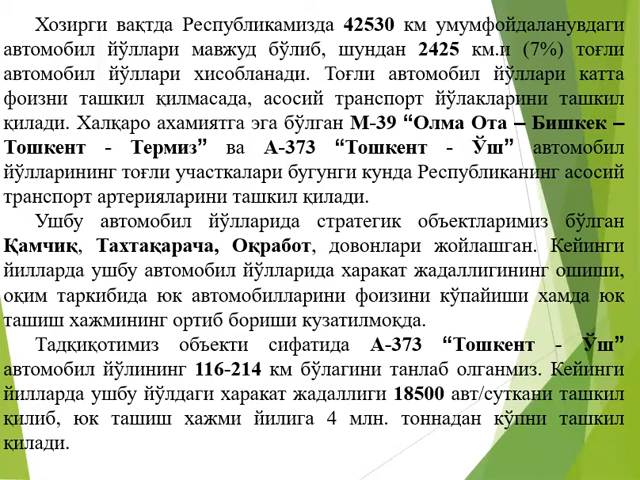 Хозирги вақтда Республикамизда 42530 км умумфойдаланувдаги
автомобил йўллари мавжуд бўлиб, шундан 2425 км.и (7%) тоғли
автомобил йўллари хисобланади. Тоғли автомобил йўллари катта
фоизни ташкил қилмасада, асосий транспорт йўлакларини ташкил
қилади. Халқаро ахамиятга эга бўлган М-39 “Олма Ота – Бишкек –
Тошкент - Термиз” ва А-373 “Тошкент - Ўш” автомобил
йўлларининг тоғли участкалари бугунги кунда Республиканинг асосий
транспорт артерияларини ташкил қилади.
Ушбу автомобил йўлларида стратегик объектларимиз бўлган
Қамчиқ, Тахтақарача, Оқработ, довонлари жойлашган. Кейинги
йилларда ушбу автомобил йўлларида харакат жадаллигининг ошиши,
оқим таркибида юк автомобилларини фоизини кўпайиши хамда юк
ташиш хажмининг ортиб бориши кузатилмоқда.
Тадқиқотимиз объекти сифатида А-373 “Тошкент - Ўш”
автомобил йўлининг 116-214 км бўлагини танлаб олганмиз. Кейинги
йилларда ушбу йўлдаги харакат жадаллиги 18500 авт/суткани ташкил
қилиб, юк ташиш хажми йилига 4 млн. тоннадан кўпни ташкил
қилади.